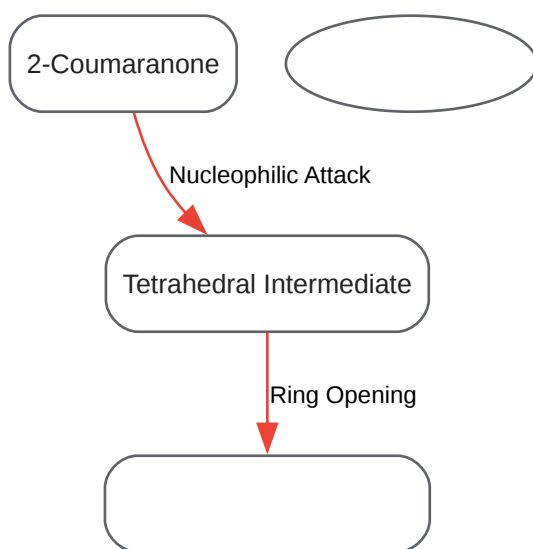 2-Coumaranone
Nucleophilic Attack
Tetrahedral Intermediate
Ring Opening